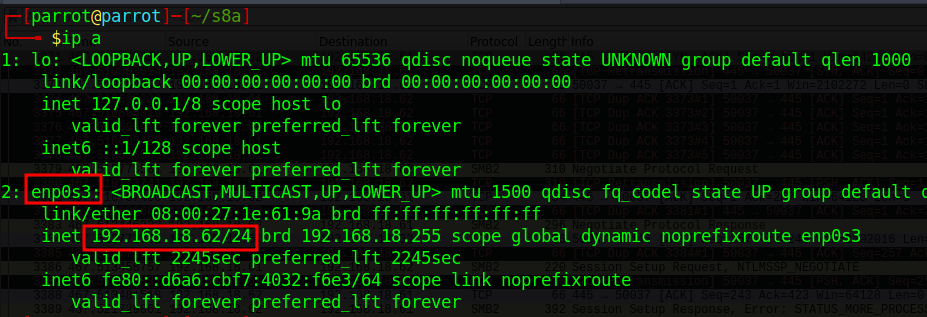 [parrot@parrot]─[~/s8a]
$ip a
1: lo: <LOOPBACK,UP,LOWER_UP> mtu 65536 qdisc noqueue state UNKNOWN group default qlen 1000
link/loopback 00:00:00:00:00:00 brd 00:00:00:00:00:00
inet 127.0.0.1/8 scope host lo
valid_lft forever preferred_lft forever
inet6 ::1/128 scope host
valid_lft forever preferred_lft forever
2: enp0s3: <BROADCAST,MULTICAST,UP,LOWER_UP> mtu 1500 qdisc fq_codel state UP group default
link/ether 08:00:27:1e:61:9a brd ff:ff:ff:ff:ff:ff
inet 192.168.18.62/24 brd 192.168.18.255 scope global dynamic noprefixroute enp0s3
valid_lft 2245sec preferred_lft 2245sec
inet6 fe80::d6a6:cbf7:4032:f6e3/64 scope link noprefixroute
valid_lft forever preferred_lft forever